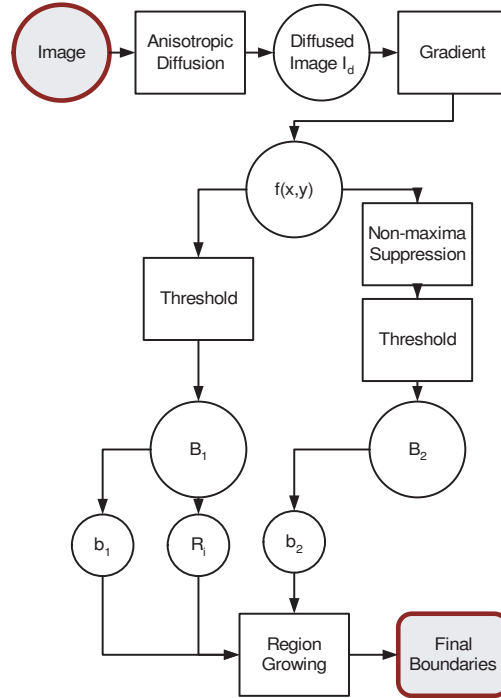 Image
Anisotropic
Diffusion
Diffused
Image I_d
Gradient
f(x,y)
Non-maxima
Suppression
Threshold
Threshold
B_1
B_2
b_1
R_i
b_2
Region
Growing
Final
Boundaries